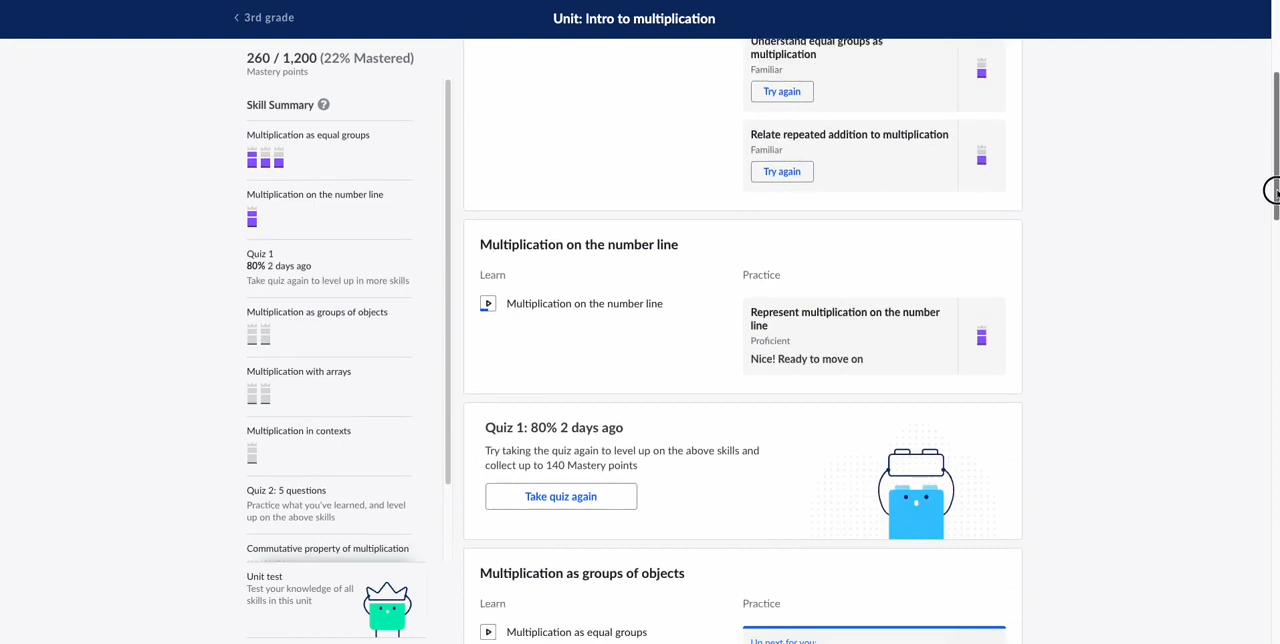 3rd grade
Unit: Intro to multiplication
260 / 1,200 (22% Mastered)
Mastery points
Skill Summary ?
Multiplication as equal groups
Multiplication on the number line
Quiz 1
80% 2 days ago
Take quiz again to level up in more skills
Multiplication as groups of objects
Multiplication with arrays
Multiplication in contexts
Quiz 2: 5 questions
Practice what you've learned, and level
up on the above skills
Commutative property of multiplication
Unit test
Test your knowledge of all
skills in this unit
Understand equal groups as
multiplication
Familiar
Try again
Relate repeated addition to multiplication
Familiar
Try again
Multiplication on the number line
Learn
Multiplication on the number line
Practice
Represent multiplication on the number
line
Proficient
Nice! Ready to move on
Quiz 1: 80% 2 days ago
Try taking the quiz again to level up on the above skills and
collect up to 140 Mastery points
Take quiz again
Multiplication as groups of objects
Learn
Multiplication as equal groups
Practice
Up next for you: